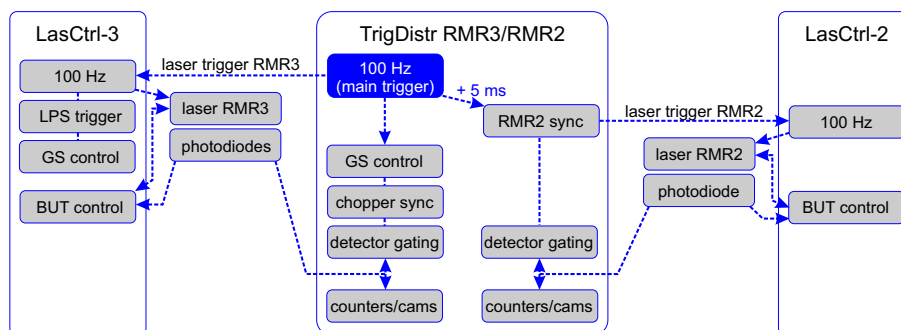 LasCtrl-3
100 Hz
LPS trigger
GS control
BUT control
laser RMR3
photodiodes
laser trigger RMR3
TrigDistr RMR3/RMR2
100 Hz
(main trigger)
+ 5 ms
GS control
chopper sync
detector gating
counters/cams
RMR2 sync
detector gating
counters/cams
laser trigger RMR2
laser RMR2
photodiode
LasCtrl-2
100 Hz
BUT control